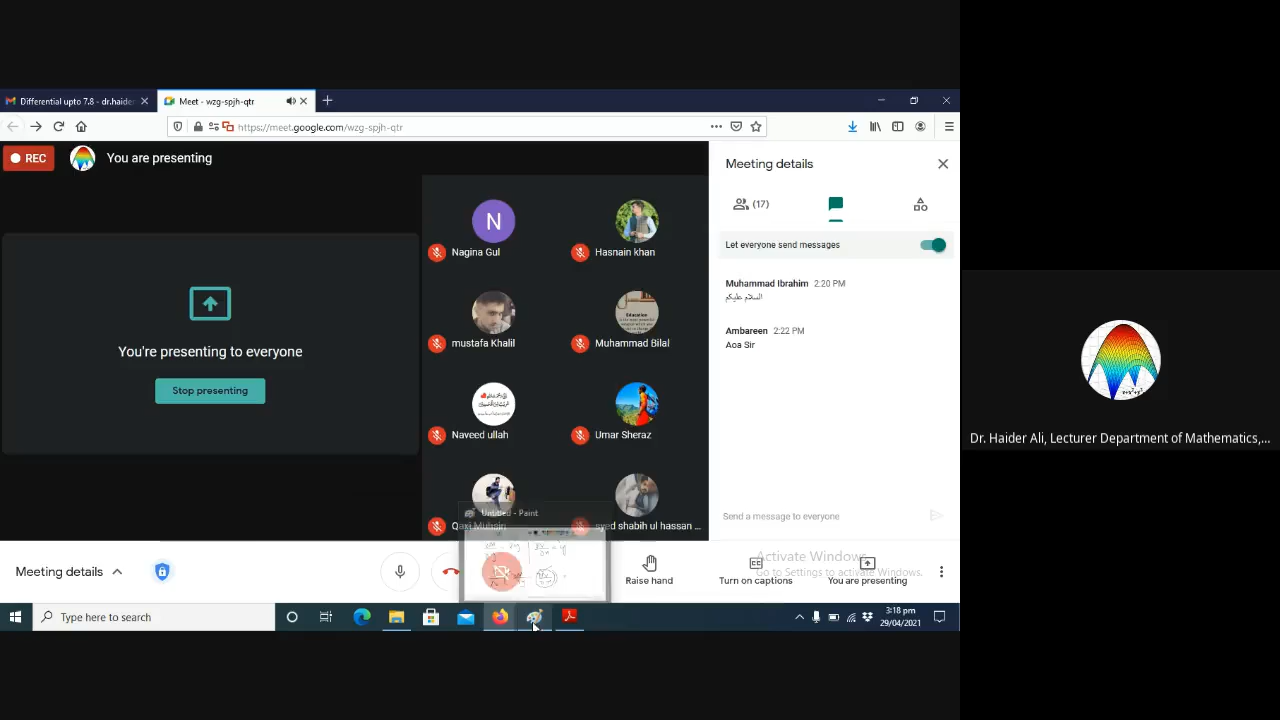 Differential upto 7.8 - dr.haider
Meet - wzg-spjh-qtr
https://meet.google.com/wzg-spjh-qtr
REC
You are presenting
Meeting details
(17)
Let everyone send messages
Muhammad Ibrahim 2:20 PM
السلام علیکم
Ambareen 2:22 PM
Aoa Sir
N
Nagina Gul
Hasnain khan
You're presenting to everyone
Stop presenting
mustafa Khalil
Education
Muhammad Bilal
Naveed ullah
Umar Sheraz
Untitled - Paint
Qazi Muhsin
syed shabih ul hassan ...
Send a message to everyone
Dr. Haider Ali, Lecturer Department of Mathematics,...
Meeting details
Raise hand
Turn on captions
You are presenting
Activate Windows
Go to Settings to activate Windows.
Type here to search
3:18 pm
29/04/2021